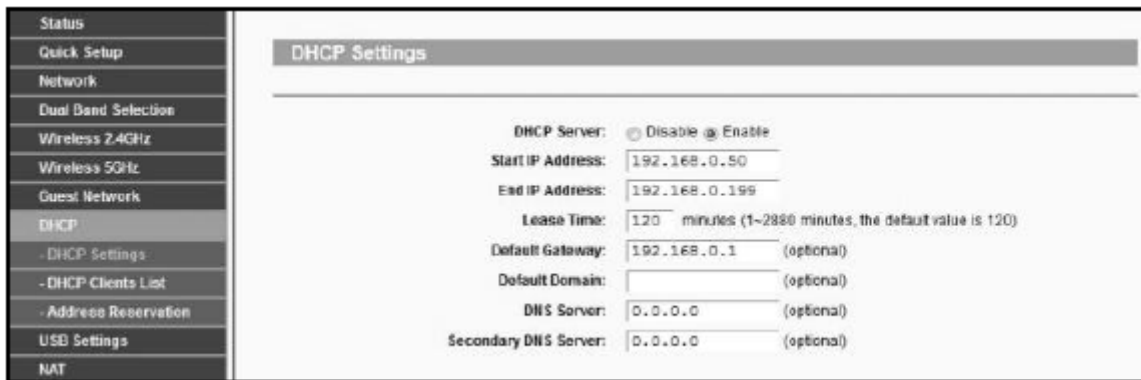 Status
Quick Setup
Network
Dual Band Selection
Wireless 2.4GHz
Wireless 5GHz
Guest Network
DHCP
- DHCP Settings
- DHCP Clients List
- Address Reservation
USB Settings
NAT
DHCP Settings
DHCP Server: Disable Enable
Start IP Address: 192.168.0.50
End IP Address: 192.168.0.199
Lease Time: 120 minutes (1~2880 minutes, the default value is 120)
Default Gateway: 192.168.0.1 (optional)
Default Domain: (optional)
DNS Server: 0.0.0.0 (optional)
Secondary DNS Server: 0.0.0.0 (optional)